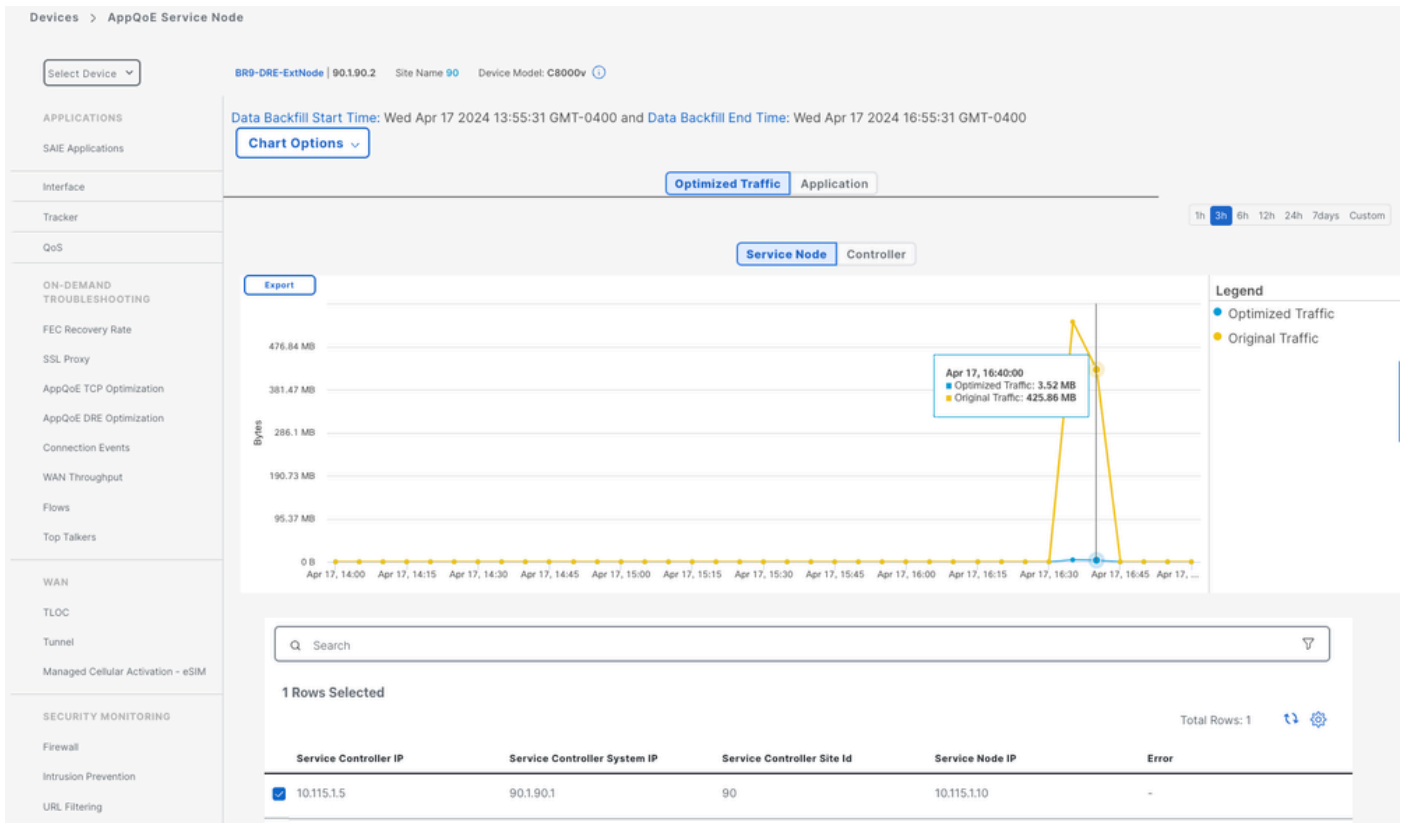 Devices > AppQoE Service Node
Select Device
BR9-DRE-ExtNode | 90.1.90.2 Site Name 90 Device Model: C8000v
APPLICATIONS
SAIE Applications
Interface
Tracker
QoS
ON-DEMAND
TROUBLESHOOTING
FEC Recovery Rate
SSL Proxy
AppQoE TCP Optimization
AppQoE DRE Optimization
Connection Events
WAN Throughput
Flows
Top Talkers
WAN
TLOC
Tunnel
Managed Cellular Activation - eSIM
SECURITY MONITORING
Firewall
Intrusion Prevention
URL Filtering
Data Backfill Start Time: Wed Apr 17 2024 13:55:31 GMT-0400 and Data Backfill End Time: Wed Apr 17 2024 16:55:31 GMT-0400
Chart Options
Optimized Traffic Application
1h 3h 6h 12h 24h 7days Custom
Service Node Controller
Export
Legend
Optimized Traffic
Original Traffic
Bytes
476.84 MB
381.47 MB
286.1 MB
190.73 MB
95.37 MB
0 B
Apr 17, 16:40:00
Optimized Traffic: 3.52 MB
Original Traffic: 425.86 MB
Apr 17, 14:00 Apr 17, 14:15 Apr 17, 14:30 Apr 17, 14:45 Apr 17, 15:00 Apr 17, 15:15 Apr 17, 15:30 Apr 17, 15:45 Apr 17, 16:00 Apr 17, 16:15 Apr 17, 16:30 Apr 17, 16:45 Apr 17, ...
Search
1 Rows Selected
Total Rows: 1
Service Controller IP Service Controller System IP Service Controller Site Id Service Node IP Error
10.115.1.5 90.1.90.1 90 10.115.1.10 -